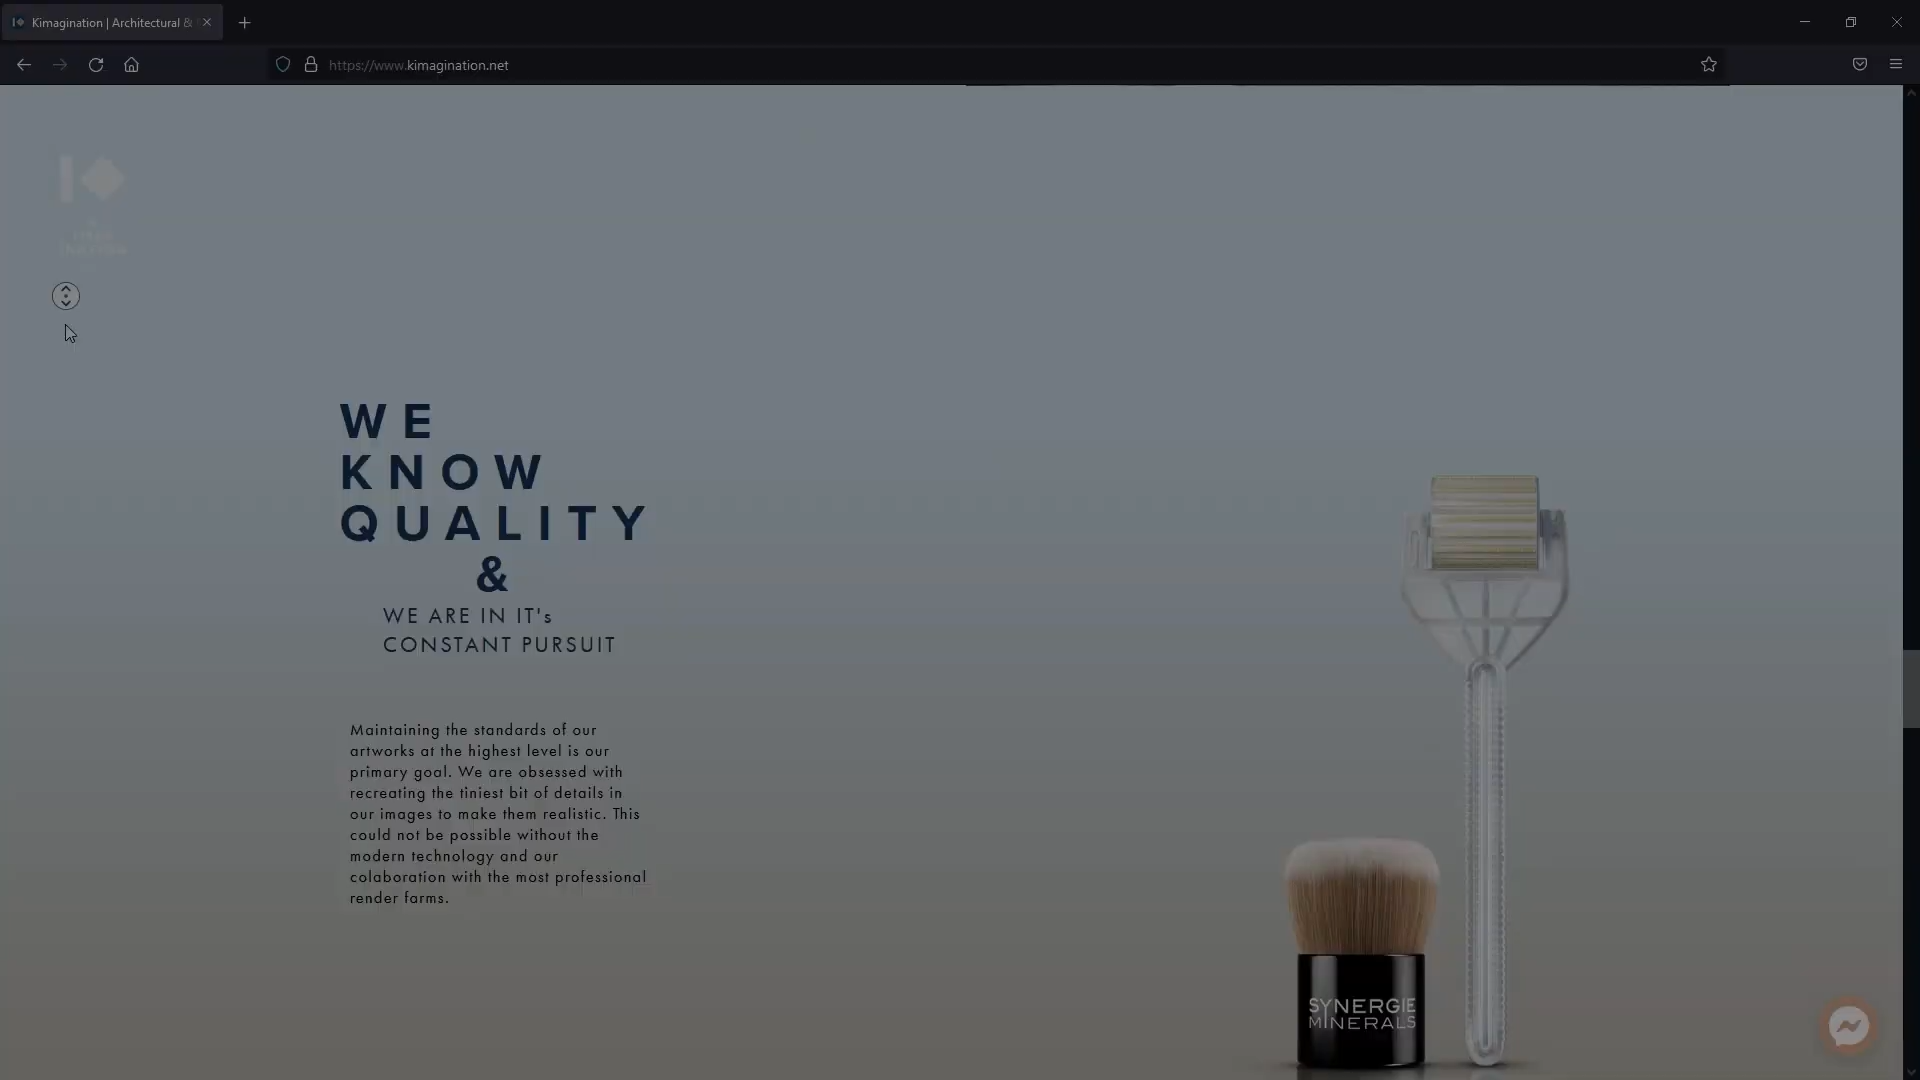 Kimagination | Architectural &
https://www.kimagination.net
WE
KNOW
QUALITY
&
WE ARE IN IT's
CONSTANT PURSUIT
Maintaining the standards of our
artworks at the highest level is our
primary goal. We are obsessed with
recreating the tiniest bit of details in
our images to make them realistic. This
could not be possible without the
modern technology and our
colaboration with the most professional
render farms.
SYNERGIE
MINERALS